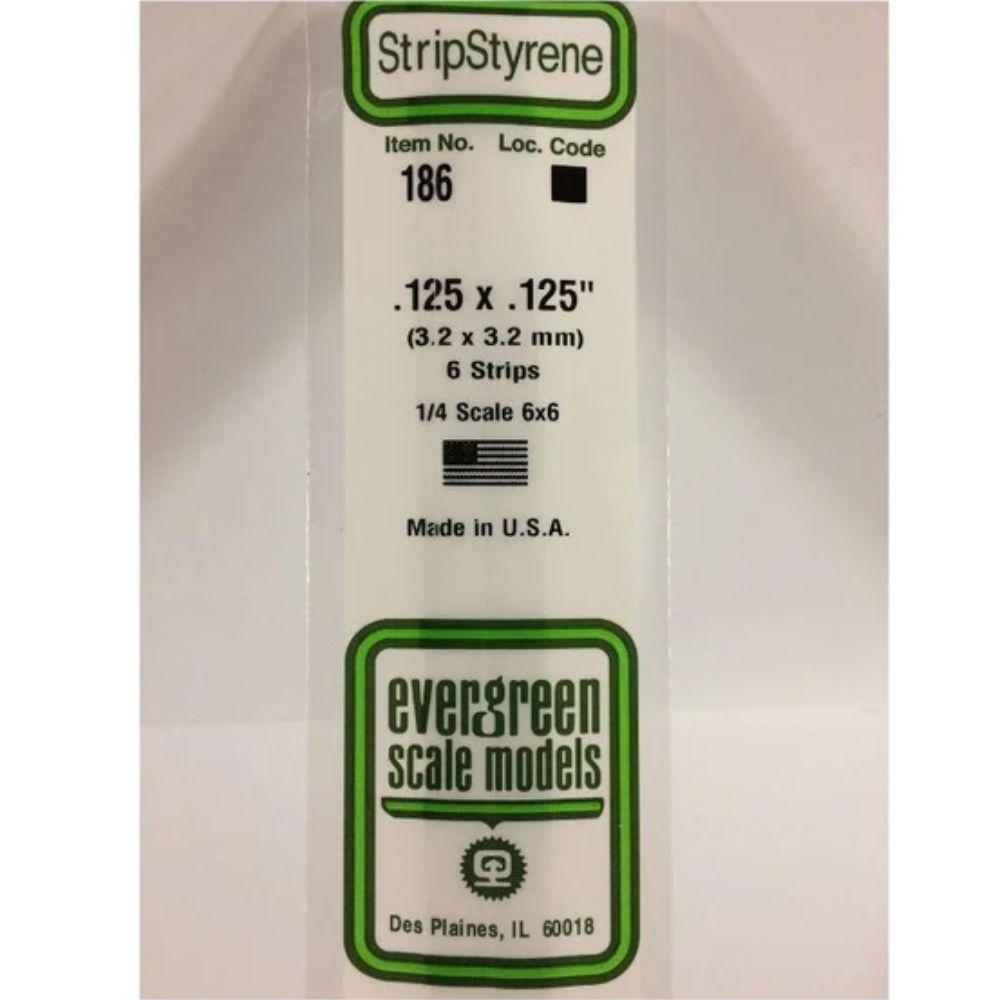 StripStyrene
Item No. Loc. Code
186
.125 x .125"
(3.2 x 3.2 mm)
6 Strips
1/4 Scale 6x6
Made in U.S.A.
evergreen
scale models
Des Plaines, IL 60018